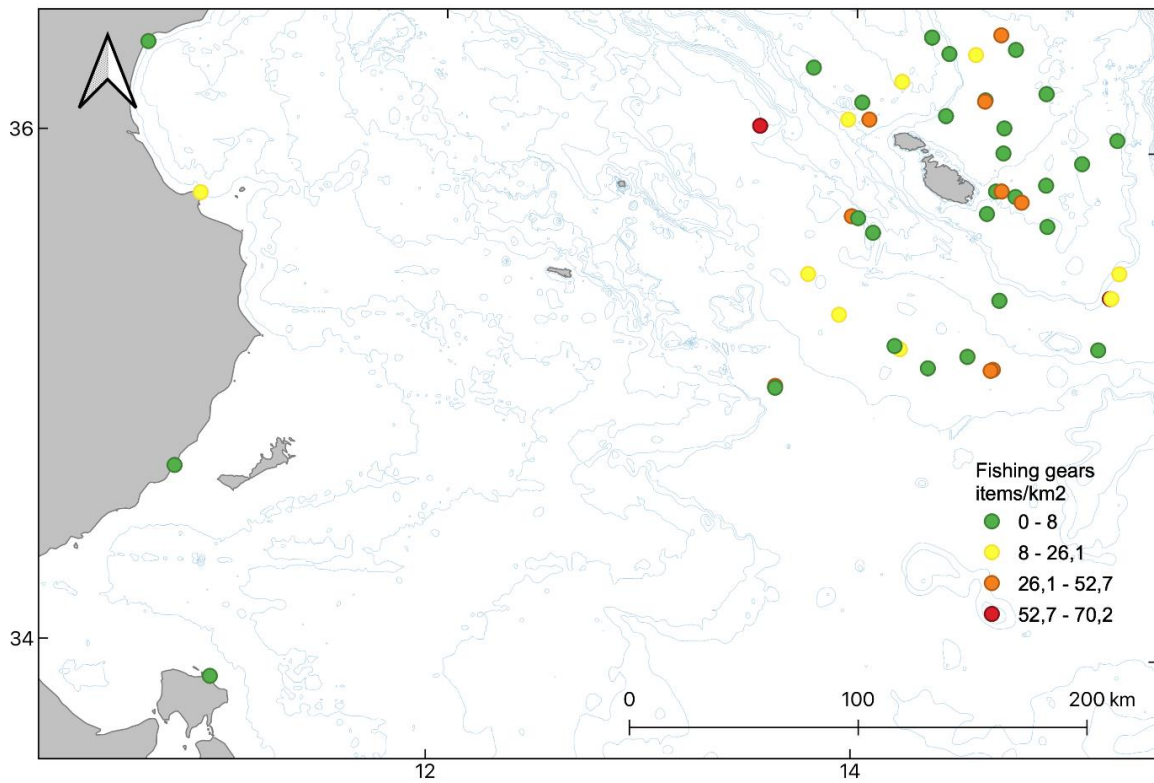 36
34
Fishing gears
items/km2
0 - 8
8 - 26,1
26,1 - 52,7
52,7 - 70,2
0 100 200 km
12 14